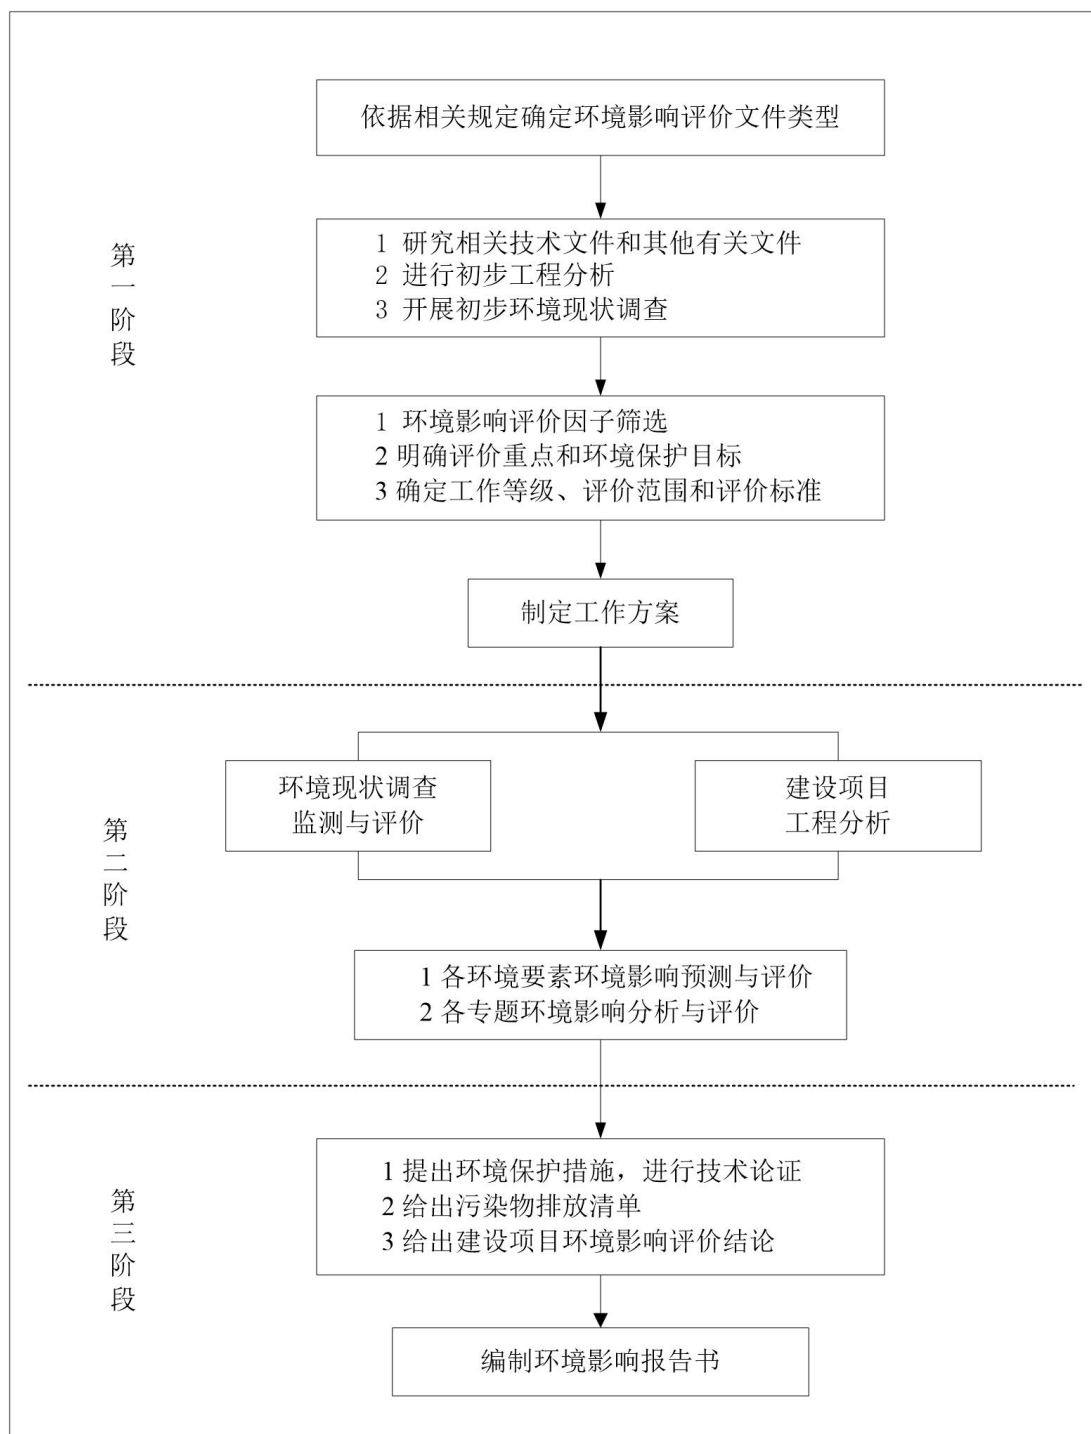 依据相关规定确定环境影响评价文件类型
第一阶段
1 研究相关技术文件和其他有关文件
2 进行初步工程分析
3 开展初步环境现状调查
1 环境影响评价因子筛选
2 明确评价重点和环境保护目标
3 确定工作等级、评价范围和评价标准
制定工作方案
第二阶段
环境现状调查
监测与评价
建设项目
工程分析
1 各环境要素环境影响预测与评价
2 各专题环境影响分析与评价
第三阶段
1 提出环境保护措施，进行技术论证
2 给出污染物排放清单
3 给出建设项目环境影响评价结论
编制环境影响报告书